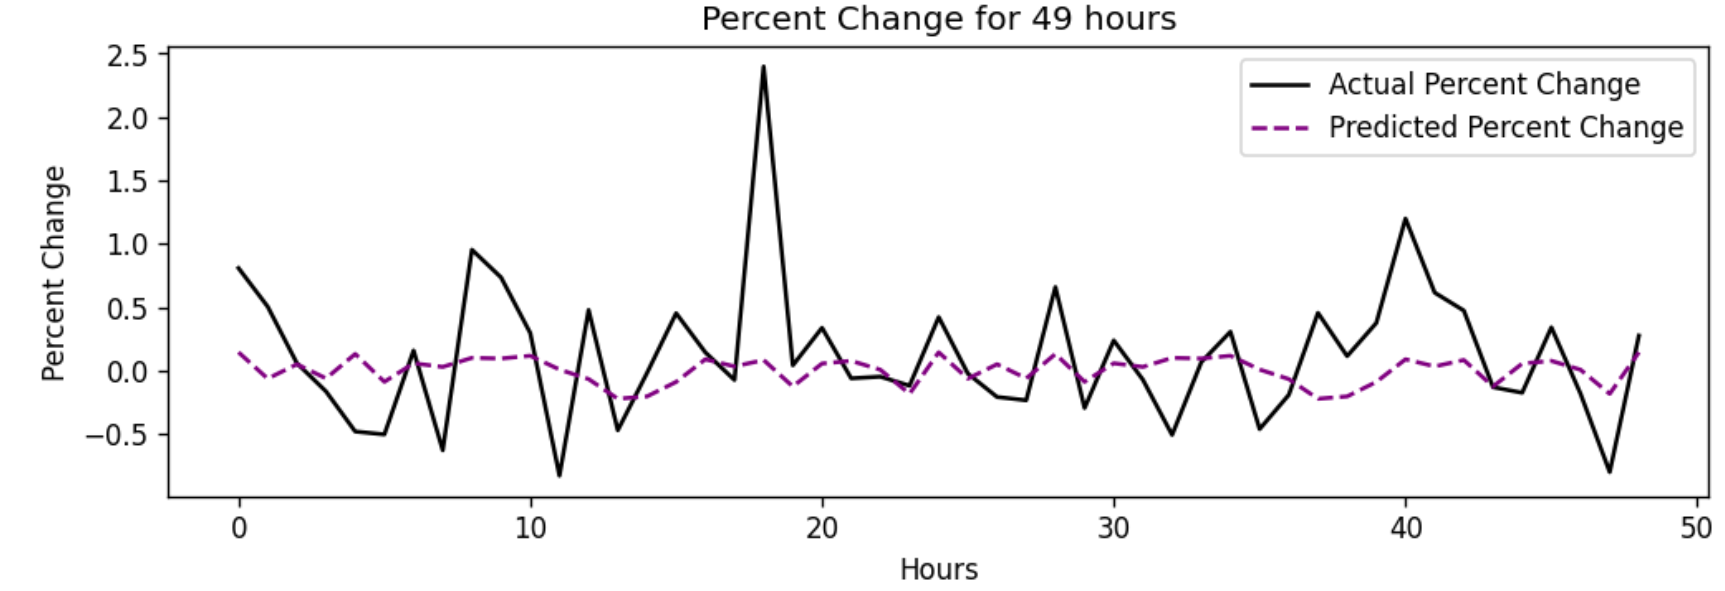 Percent Change for 49 hours
Actual Percent Change
Predicted Percent Change
Percent Change
2.5
2.0
1.5
1.0
0.5
0.0
−0.5
0 10 20 30 40 50
Hours